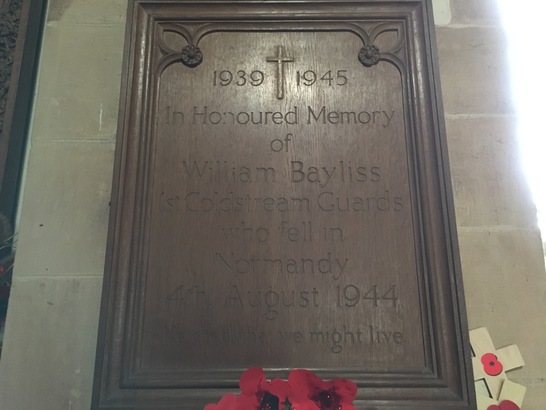 1939 1945
In Honoured Memory
of
William Bayliss
1st Coldstream Guards
who fell in
Normandy
4th August 1944
we might live